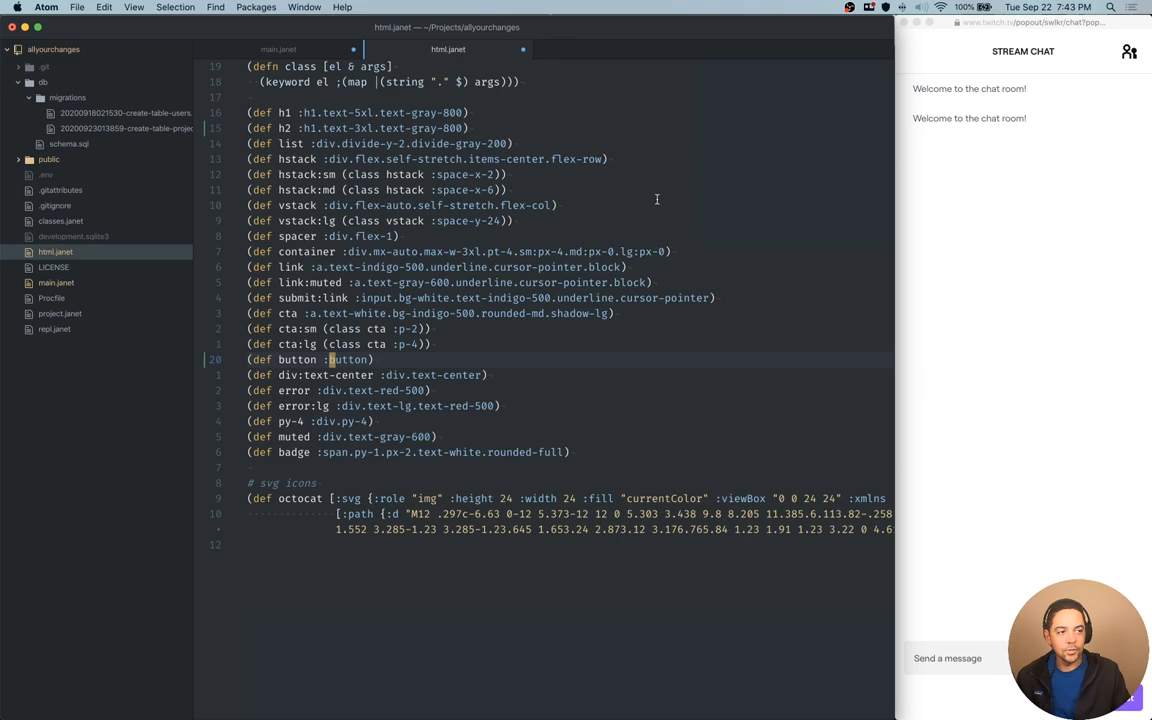 Atom File Edit View Selection Find Packages Window Help
100% Tue Sep 22 7:43 PM
html.janet — ~/Projects/allyourchanges
www.twitch.tv/popout/swlkr/chat?pop...
allyourchanges
.git
db
migrations
20200918021530-create-table-users.
20200923013859-create-table-projec
schema.sql
public
.env
.gitattributes
.gitignore
classes.janet
development.sqlite3
html.janet
LICENSE
main.janet
Procfile
project.janet
repl.janet
main.janet
html.janet
19 (defn class [el & args]
18 (keyword el ;(map |(string "." $) args)))
17
16 (def h1 :h1.text-5xl.text-gray-800)
15 (def h2 :h1.text-3xl.text-gray-800)
14 (def list :div.divide-y-2.divide-gray-200)
13 (def hstack :div.flex.self-stretch.items-center.flex-row)
12 (def hstack:sm (class hstack :space-x-2))
11 (def hstack:md (class hstack :space-x-6))
10 (def vstack :div.flex-auto.self-stretch.flex-col)
9 (def vstack:lg (class vstack :space-y-24))
8 (def spacer :div.flex-1)
7 (def container :div.mx-auto.max-w-3xl.pt-4.sm:px-4.md:px-0.lg:px-0)
6 (def link :a.text-indigo-500.underline.cursor-pointer.block)
5 (def link:muted :a.text-gray-600.underline.cursor-pointer.block)
4 (def submit:link :input.bg-white.text-indigo-500.underline.cursor-pointer)
3 (def cta :a.text-white.bg-indigo-500.rounded-md.shadow-lg)
2 (def cta:sm (class cta :p-2))
1 (def cta:lg (class cta :p-4))
20 (def button :button)
1 (def div:text-center :div.text-center)
2 (def error :div.text-red-500)
3 (def error:lg :div.text-lg.text-red-500)
4 (def py-4 :div.py-4)
5 (def muted :div.text-gray-600)
6 (def badge :span.py-1.px-2.text-white.rounded-full)
7
8 # svg icons
9 (def octocat [:svg {:role "img" :height 24 :width 24 :fill "currentColor" :viewBox "0 0 24 24" :xmlns
10 [:path {:d "M12 .297c-6.63 0-12 5.373-12 12 0 5.303 3.438 9.8 8.205 11.385.6.113.82-.258
1.552 3.285-1.23 3.285-1.23.645 1.653.24 2.873.12 3.176.765.84 1.23 1.91 1.23 3.22 0 4.6
12
STREAM CHAT
Welcome to the chat room!
Welcome to the chat room!
Send a message